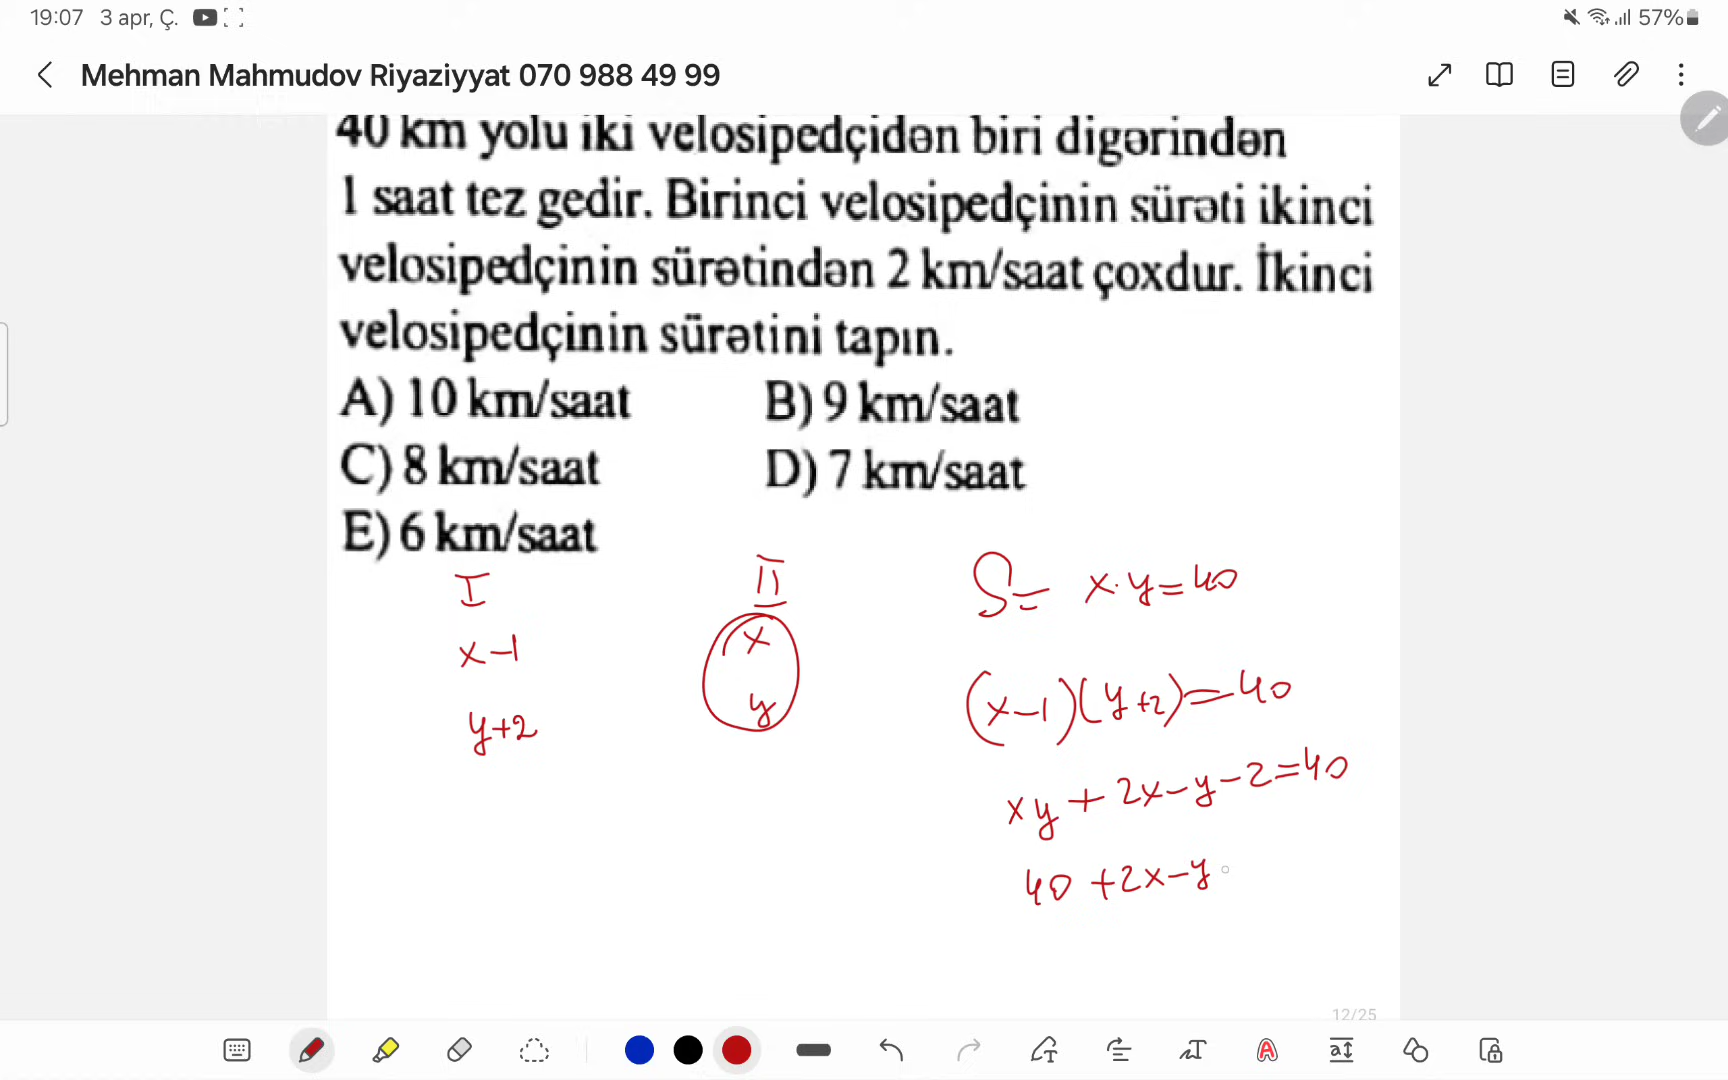 19:07 3 apr, Ç. 57%
Mehman Mahmudov Riyaziyyat 070 988 49 99
40 km yolu iki velosipedçidən biri digərindən
1 saat tez gedir. Birinci velosipedçinin sürəti ikinci
velosipedçinin sürətindən 2 km/saat çoxdur. İkinci
velosipedçinin sürətini tapın.
A) 10 km/saat B) 9 km/saat
C) 8 km/saat D) 7 km/saat
E) 6 km/saat
I II S= x·y=40
x-1 x
(x-1)(y+2)=40
y+2 y
xy+2x-y-2=40
40+2x-y
12/25